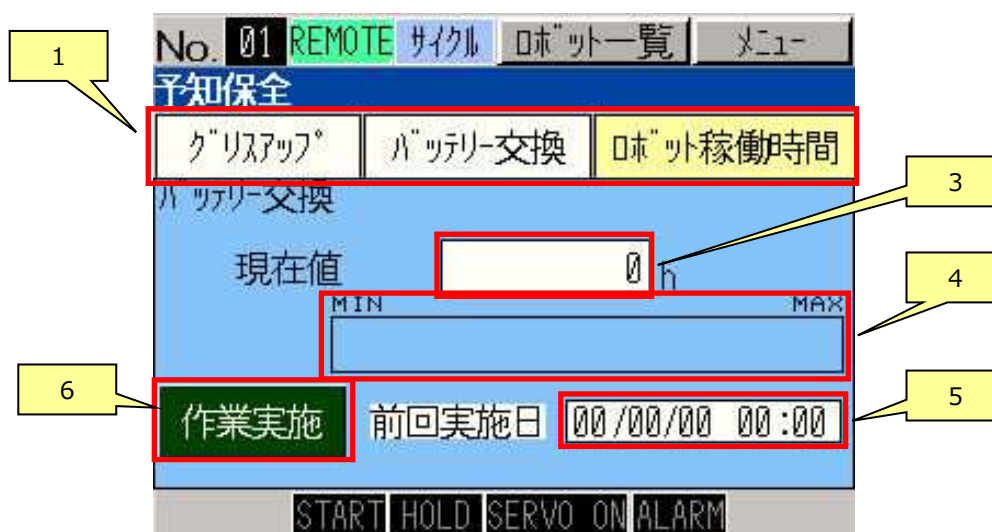 No. 01 REMOTE ｻｲｸﾙ ﾛﾎﾞｯﾄ一覧 ﾒﾆｭｰ
1
予知保全
ｸﾞﾘｽｱｯﾌﾟ ﾊﾞｯﾃﾘｰ交換 ﾛﾎﾞｯﾄ稼働時間
3
ﾊﾞｯﾃﾘｰ交換
現在値 0 h
4
MIN MAX
6
5
作業実施 前回実施日 00/00/00 00:00
START HOLD SERVO ON ALARM